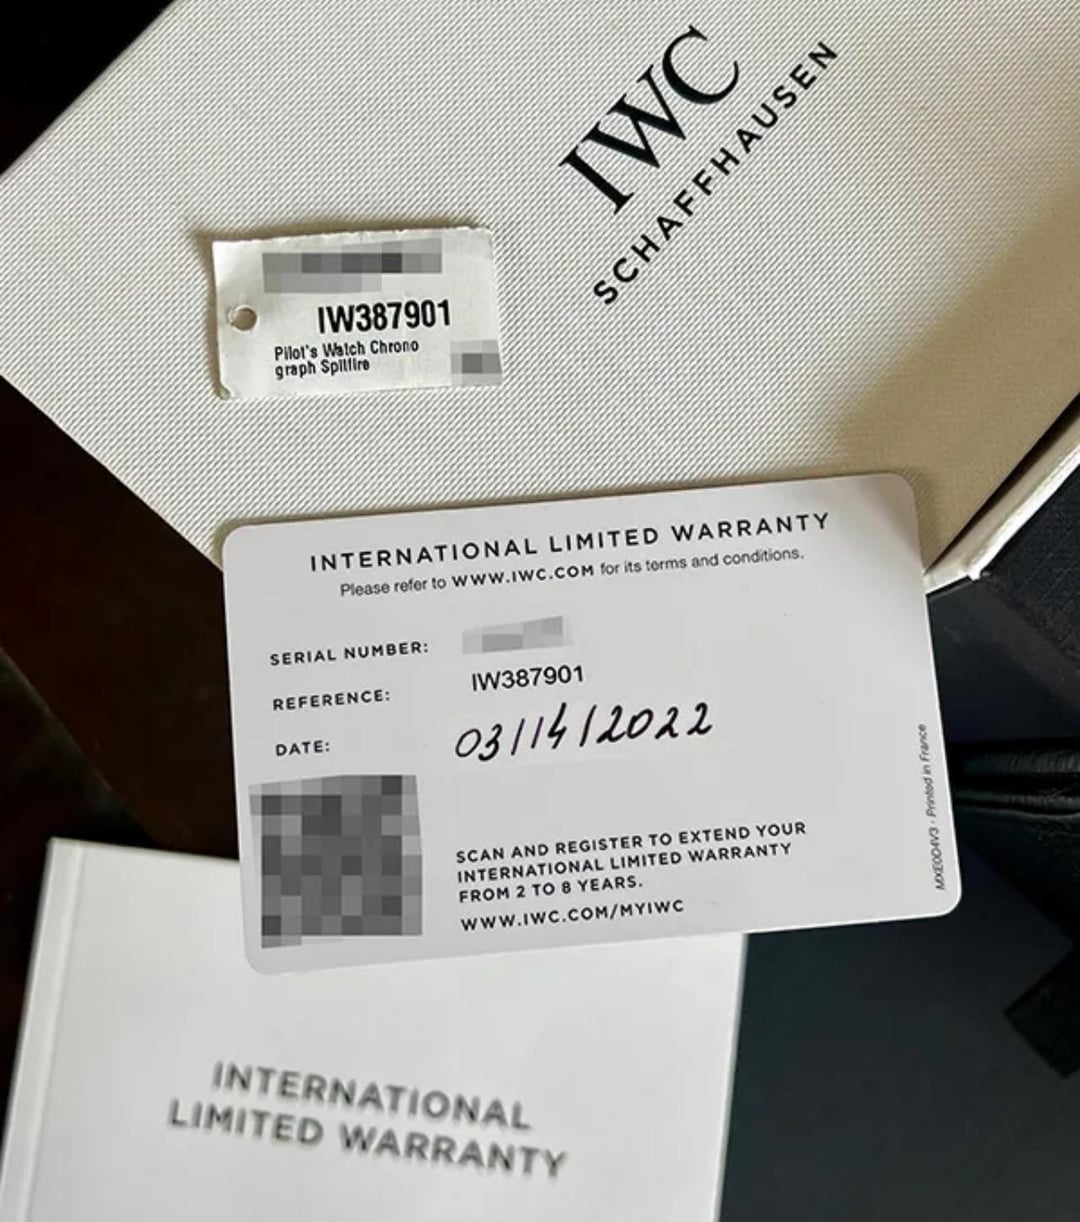 IWC
SCHAFFHAUSEN
IW387901
Pilot's Watch Chrono
graph Spitfire
INTERNATIONAL LIMITED WARRANTY
Please refer to WWW.IWC.COM for its terms and conditions.
SERIAL NUMBER:
REFERENCE: IW387901
DATE: 03/14/2022
SCAN AND REGISTER TO EXTEND YOUR
INTERNATIONAL LIMITED WARRANTY
FROM 2 TO 8 YEARS.
WWW.IWC.COM/MYIWC
MXE0D4V3 - Printed in France
INTERNATIONAL
LIMITED WARRANTY